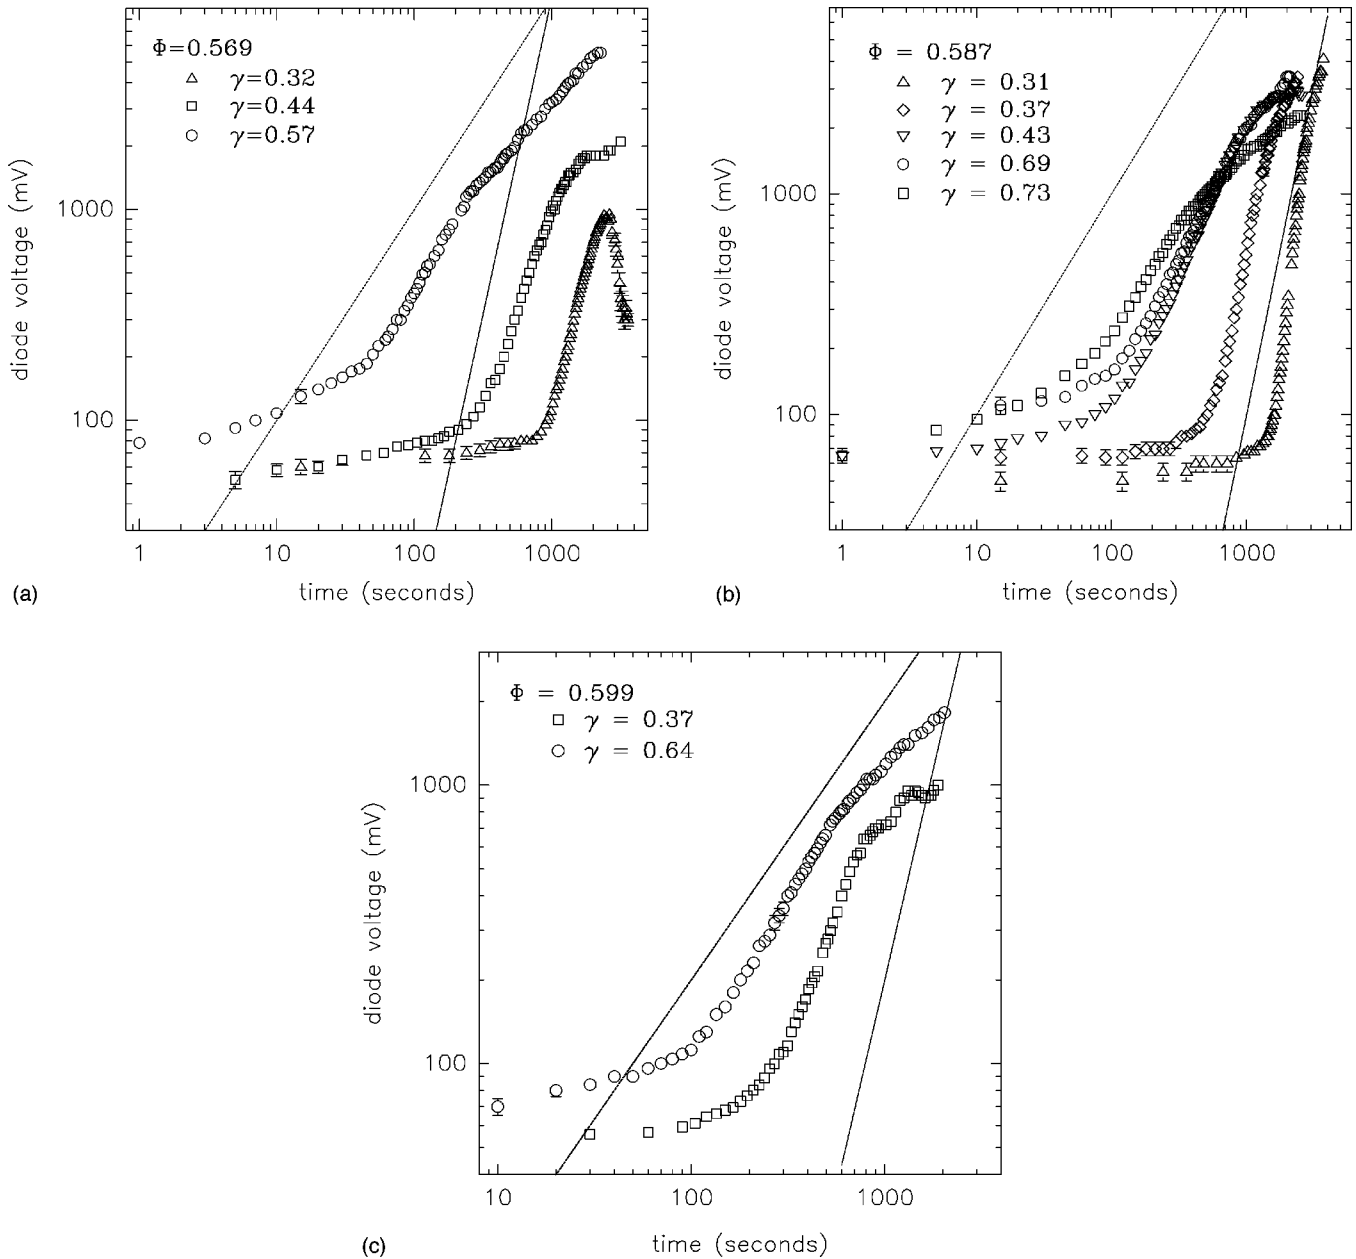 Φ=0.569
γ=0.32
γ=0.44
γ=0.57
1000
100
diode voltage (mV)
1 10 100 1000
time (seconds)
(a)
Φ = 0.587
γ = 0.31
γ = 0.37
γ = 0.43
γ = 0.69
γ = 0.73
1000
100
diode voltage (mV)
1 10 100 1000
time (seconds)
(b)
Φ = 0.599
γ = 0.37
γ = 0.64
1000
100
diode voltage (mV)
10 100 1000
time (seconds)
(c)